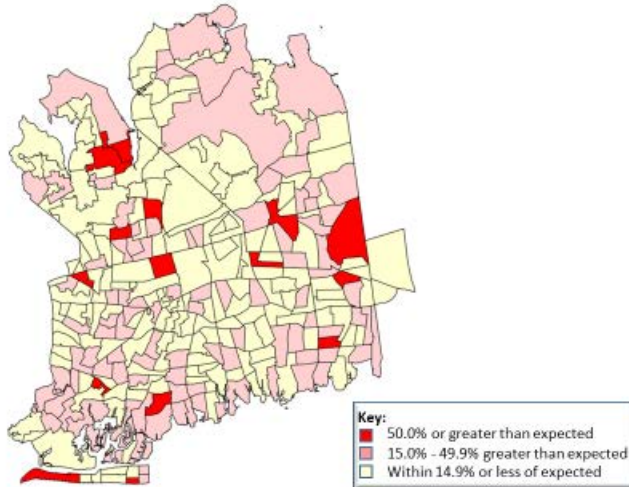 Key:
50.0% or greater than expected
15.0% - 49.9% greater than expected
Within 14.9% or less of expected